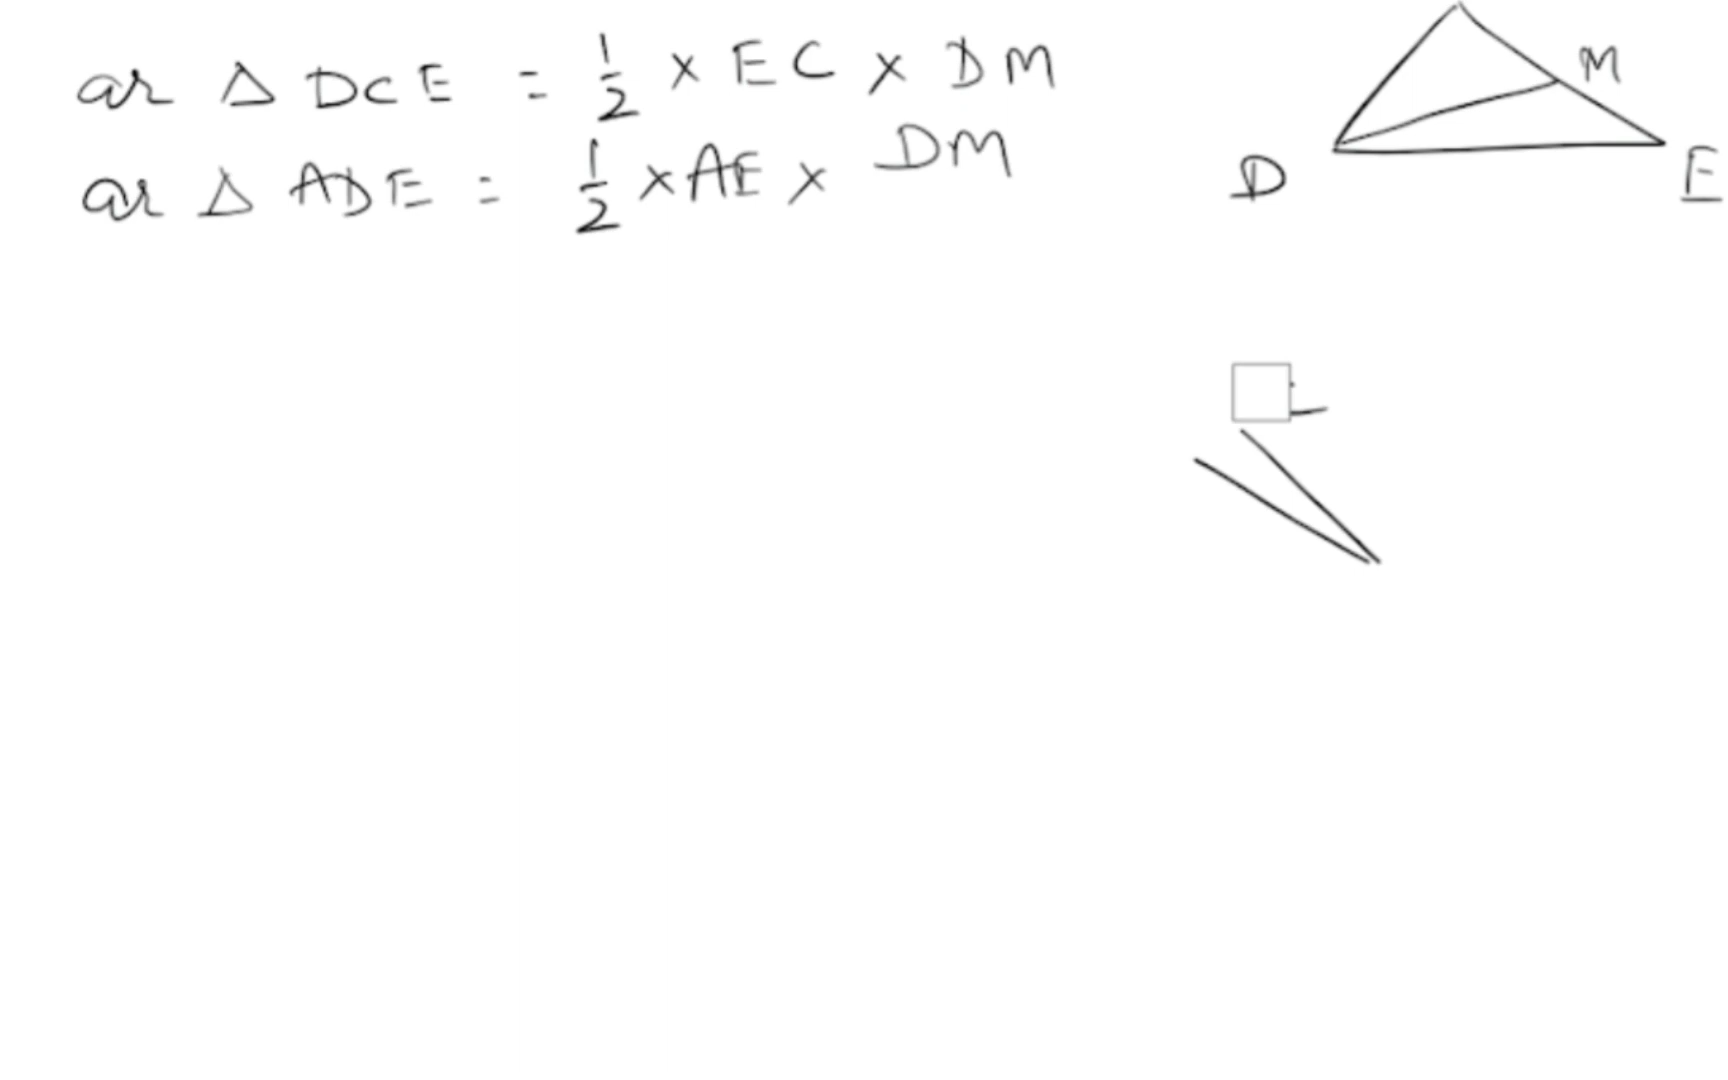 ar △ DCE = 1/2 × EC × DM
ar △ ADE = 1/2 × AE × DM
M
D
E